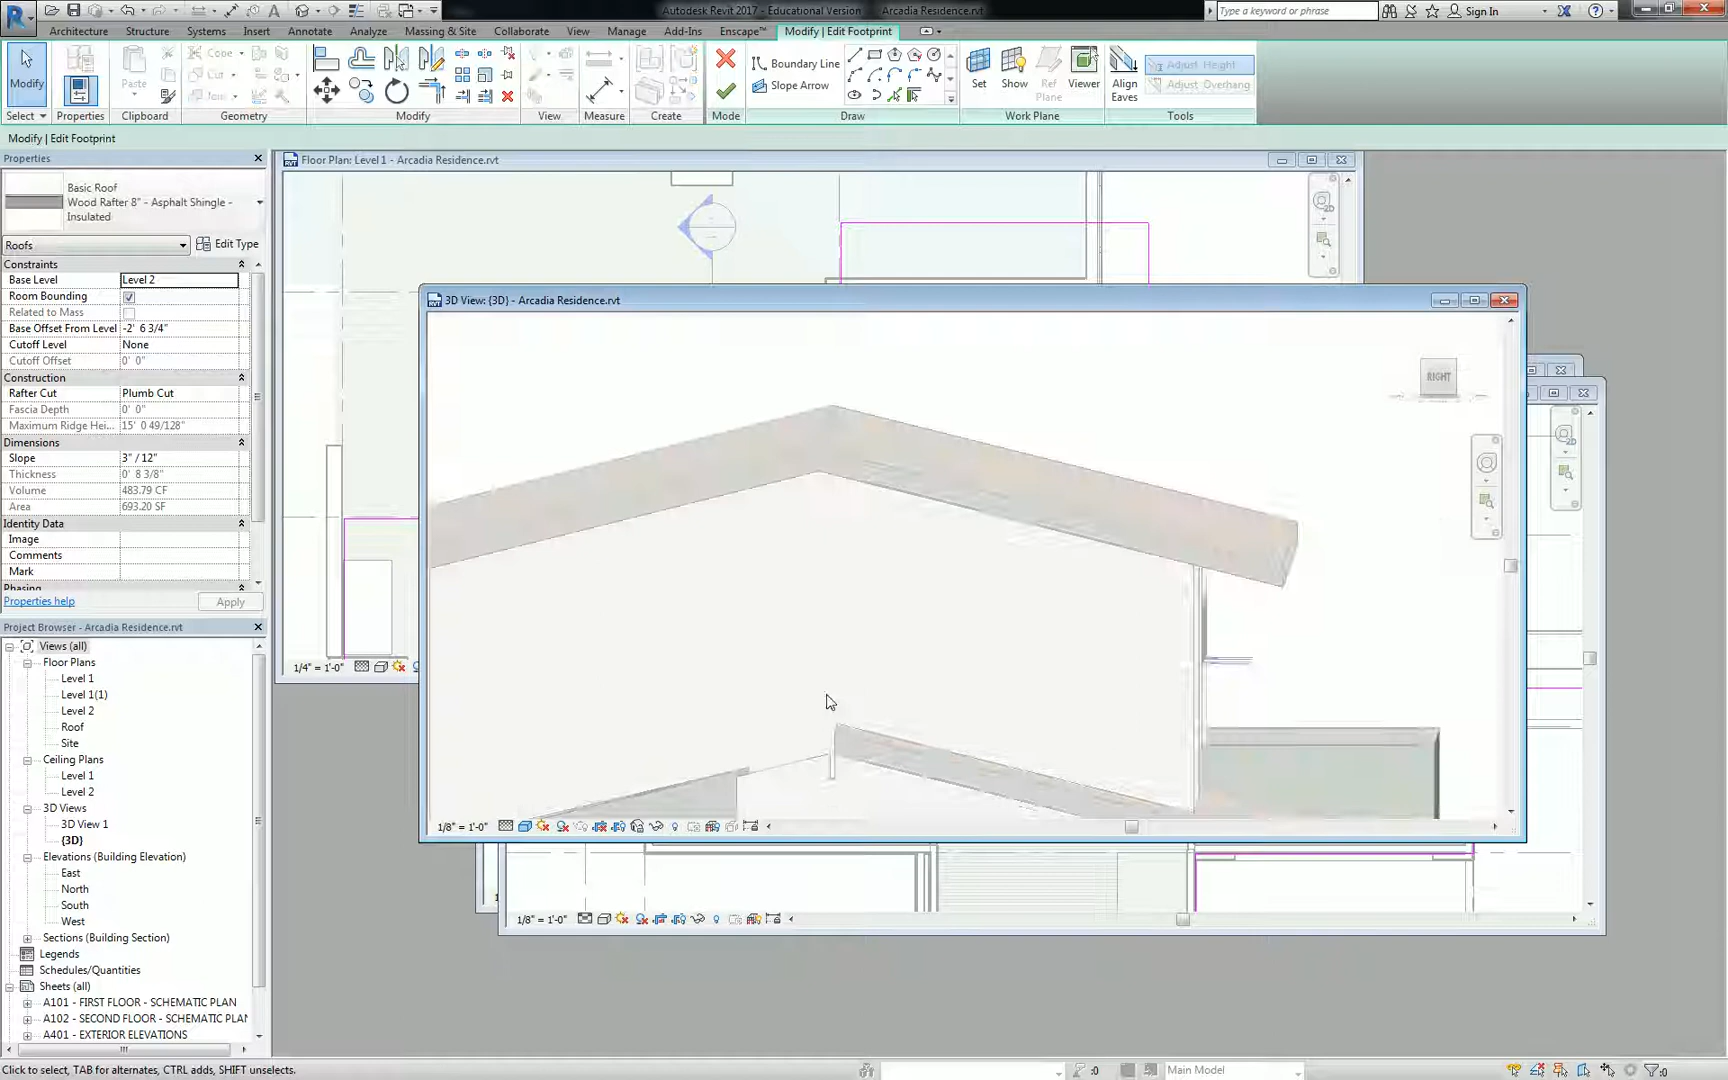 Autodesk Revit 2017 - Educational Version Arcadia Residence.rvt
Type a keyword or phrase
Sign In
Architecture Structure Systems Insert Annotate Analyze Massing & Site Collaborate View Manage Add-Ins Enscape™ Modify | Edit Footprint
Modify
Paste
Cope
Cut
Join
Boundary Line
Slope Arrow
Set
Show
Ref
Plane
Viewer
Align
Eaves
Adjust Height
Adjust Overhang
Select Properties Clipboard Geometry Modify View Measure Create Mode Draw Work Plane Tools
Modify | Edit Footprint
Properties
Basic Roof
Wood Rafter 8" - Asphalt Shingle -
Insulated
Roofs
Edit Type
Constraints
Base Level Level 2
Room Bounding
Related to Mass
Base Offset From Level -2' 6 3/4"
Cutoff Level None
Cutoff Offset 0' 0"
Construction
Rafter Cut Plumb Cut
Fascia Depth 0' 0"
Maximum Ridge Hei... 15' 0 49/128"
Dimensions
Slope 3" / 12"
Thickness 0' 8 3/8"
Volume 483.79 CF
Area 693.20 SF
Identity Data
Image
Comments
Mark
Phasing
Properties help
Apply
Project Browser - Arcadia Residence.rvt
Views (all)
Floor Plans
Level 1
Level 1(1)
Level 2
Roof
Site
Ceiling Plans
Level 1
Level 2
3D Views
3D View 1
{3D}
Elevations (Building Elevation)
East
North
South
West
Sections (Building Section)
Legends
Schedules/Quantities
Sheets (all)
A101 - FIRST FLOOR - SCHEMATIC PLAN
A102 - SECOND FLOOR - SCHEMATIC PLAN
A401 - EXTERIOR ELEVATIONS
Floor Plan: Level 1 - Arcadia Residence.rvt
1/4" = 1'-0"
3D View: {3D} - Arcadia Residence.rvt
RIGHT
1/8" = 1'-0"
1/8" = 1'-0"
Click to select, TAB for alternates, CTRL adds, SHIFT unselects.
:0
Main Model
:0